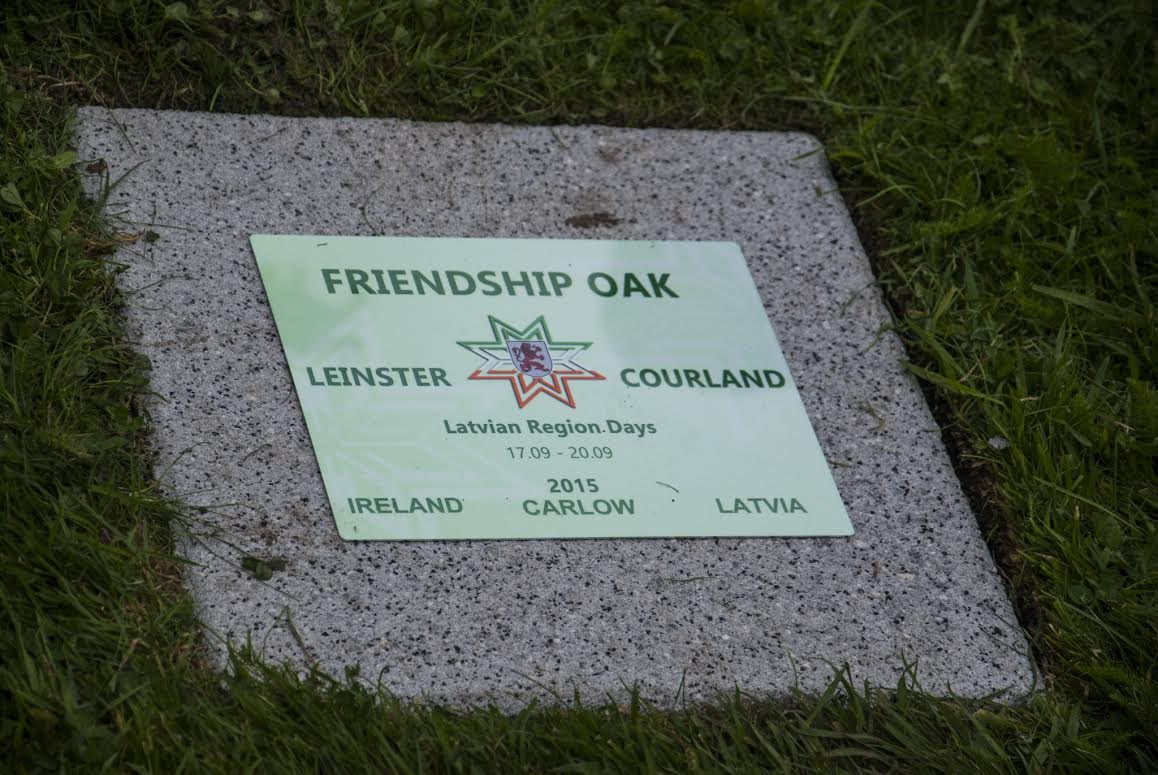 FRIENDSHIP OAK
LEINSTER COURLAND
Latvian Region Days
17.09 - 20.09
2015
IRELAND CARLOW LATVIA